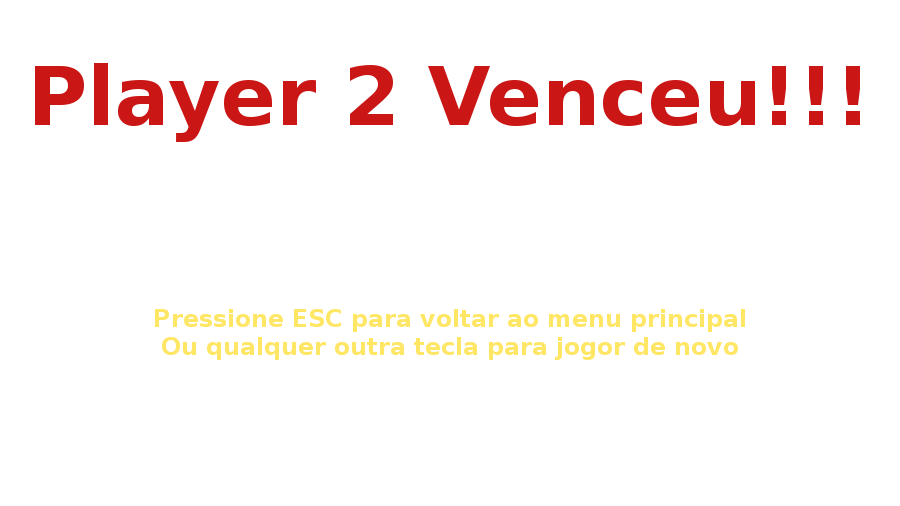 Player 2 Venceu!!!
Pressione ESC para voltar ao menu principal
Ou qualquer outra tecla para jogor de novo